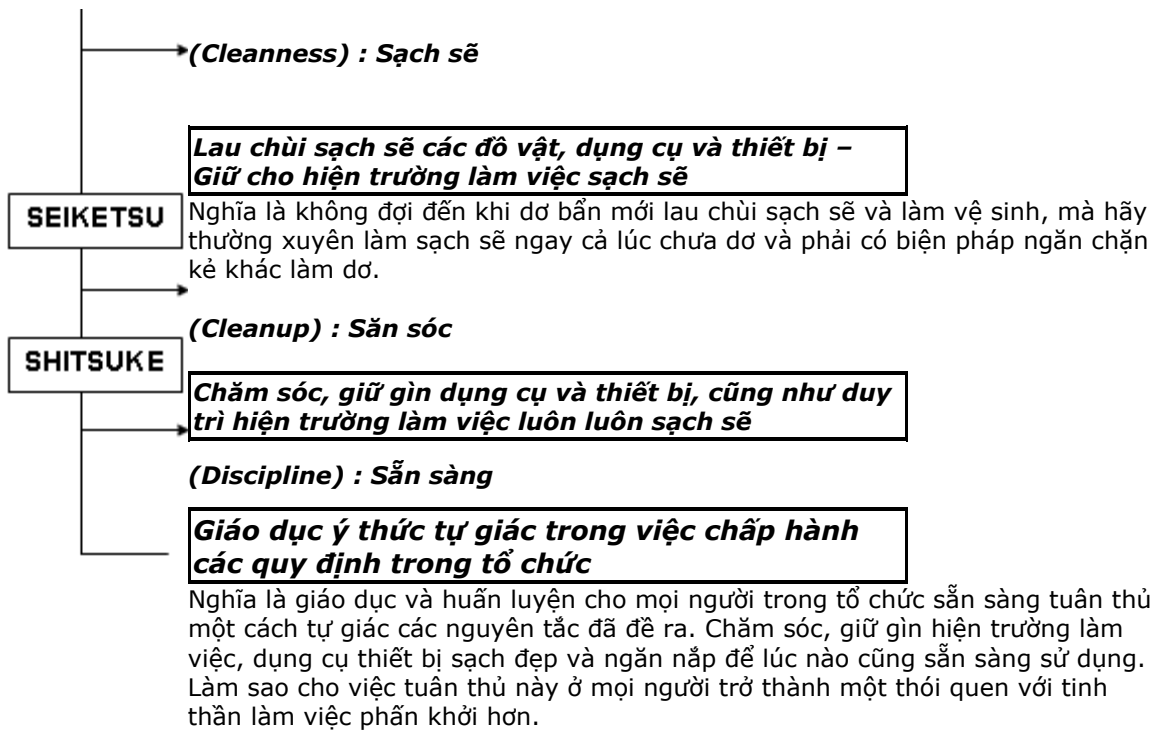 (Cleanness) : Sạch sẽ
Lau chùi sạch sẽ các đồ vật, dụng cụ và thiết bị –
Giữ cho hiện trường làm việc sạch sẽ
SEIKETSU
Nghĩa là không đợi đến khi dơ bẩn mới lau chùi sạch sẽ và làm vệ sinh, mà hãy
thường xuyên làm sạch sẽ ngay cả lúc chưa dơ và phải có biện pháp ngăn chặn
kẻ khác làm dơ.
(Cleanup) : Săn sóc
SHITSUKE
Chăm sóc, giữ gìn dụng cụ và thiết bị, cũng như duy
trì hiện trường làm việc luôn luôn sạch sẽ
(Discipline) : Sẵn sàng
Giáo dục ý thức tự giác trong việc chấp hành
các quy định trong tổ chức
Nghĩa là giáo dục và huấn luyện cho mọi người trong tổ chức sẵn sàng tuân thủ
một cách tự giác các nguyên tắc đã đề ra. Chăm sóc, giữ gìn hiện trường làm
việc, dụng cụ thiết bị sạch đẹp và ngăn nắp để lúc nào cũng sẵn sàng sử dụng.
Làm sao cho việc tuân thủ này ở mọi người trở thành một thói quen với tinh
thần làm việc phấn khởi hơn.